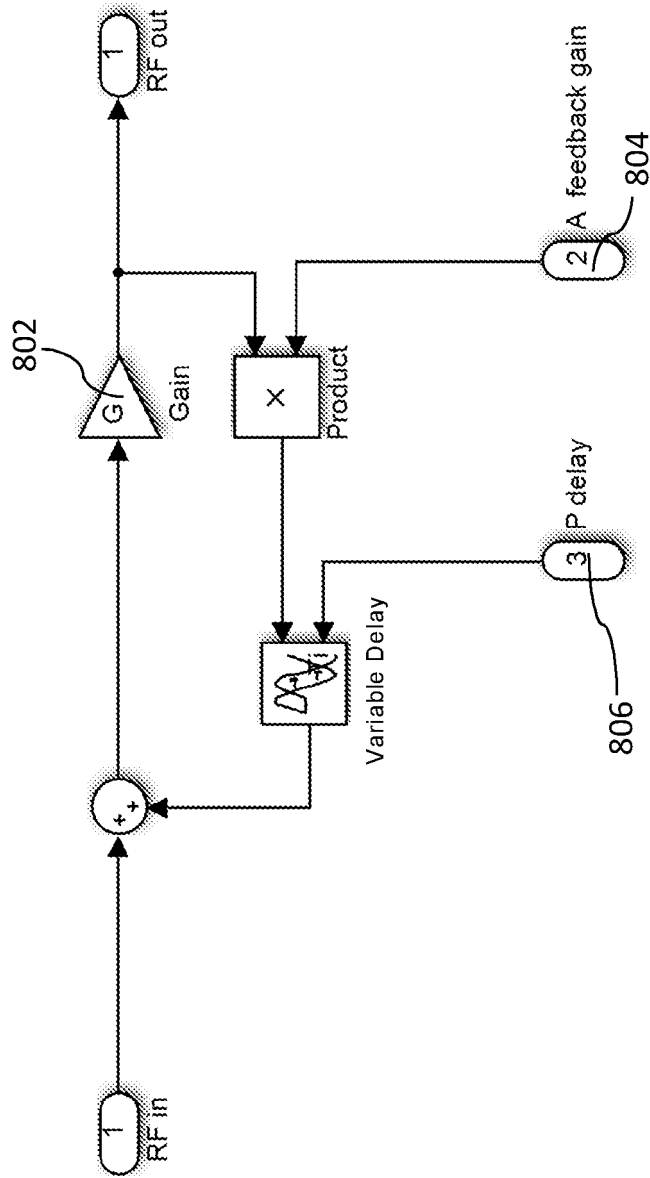 802
1
RF in
+
+
G
Gain
1
RF out
×
Product
Variable Delay
3
P delay
806
2
A feedback gain
804